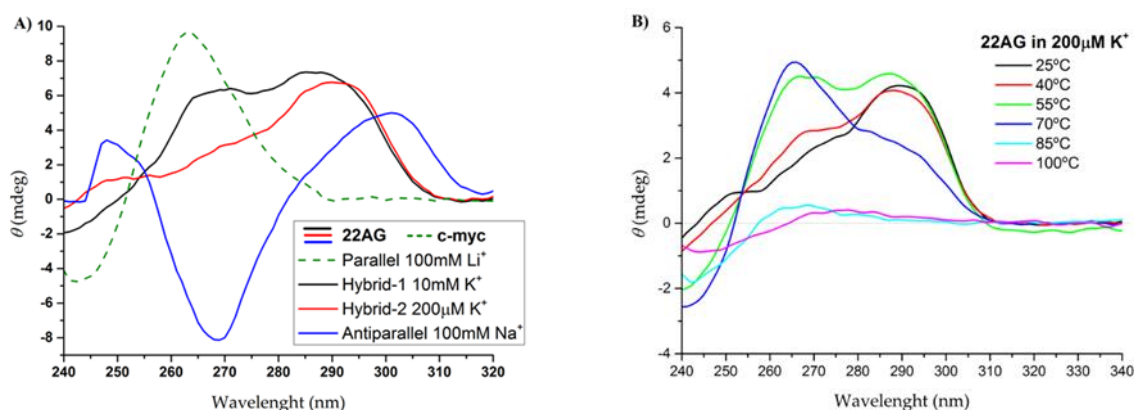 A)
θ (mdeg)
10
8
6
4
2
0
-2
-4
-6
-8
22AG c-myc
Parallel 100mM Li⁺
Hybrid-1 10mM K⁺
Hybrid-2 200μM K⁺
Antiparallel 100mM Na⁺
240 250 260 270 280 290 300 310 320
Wavelenght (nm)
B)
θ (mdeg)
6
4
2
0
-2
-4
22AG in 200μM K⁺
25ºC
40ºC
55ºC
70ºC
85ºC
100ºC
240 250 260 270 280 290 300 310 320 330 340
Wavelenght (nm)